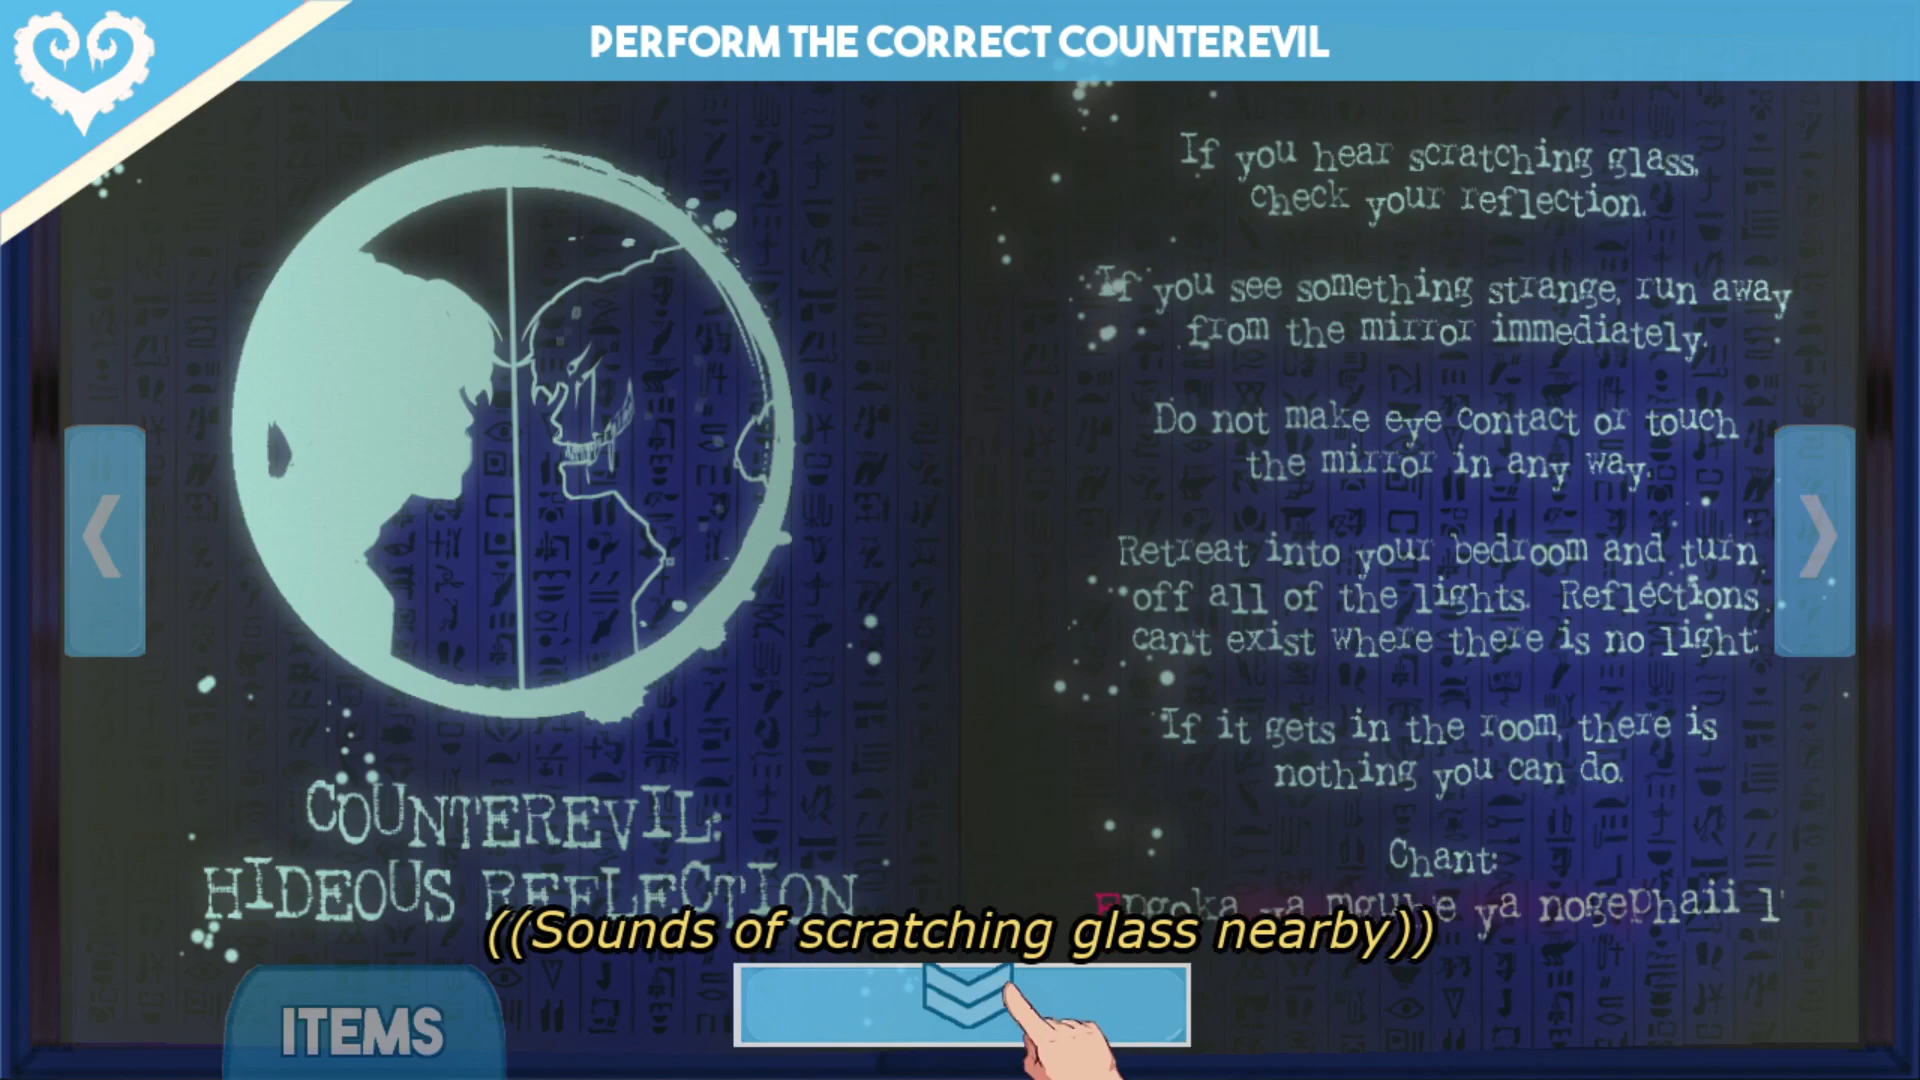 PERFORM THE CORRECT COUNTEREVIL
If you hear scratching glass,
check your reflection.
If you see something strange, run away
from the mirror immediately.
Do not make eye contact or touch
the mirror in any way.
Retreat into your bedroom and turn
off all of the lights. Reflections
can't exist where there is no light.
If it gets in the room, there is
nothing you can do.
Chant:
ya nogephaii l'
COUNTEREVIL:
HIDEOUS REFLECTION
((Sounds of scratching glass nearby))
ITEMS